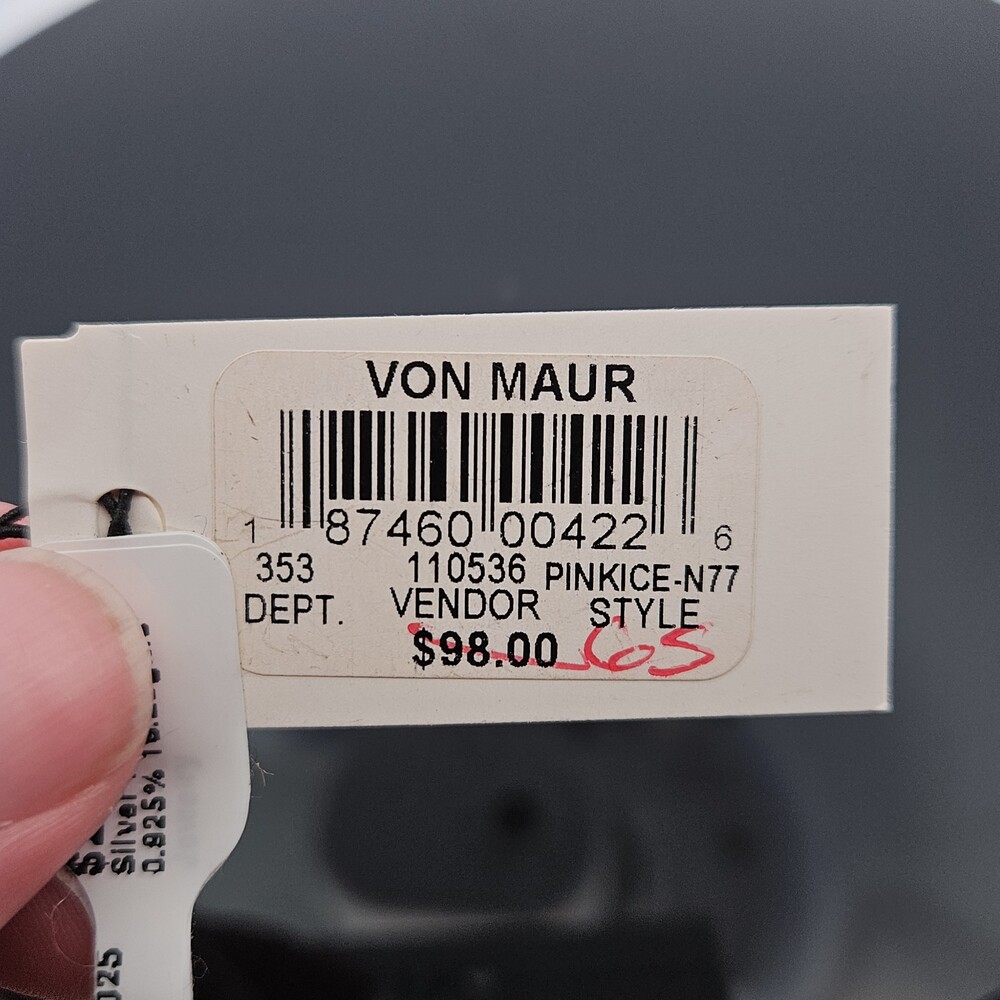 VON MAUR
1 87460 00422 6
353 110536 PINKICE-N77
DEPT. VENDOR STYLE
$98.00 65
Silver
0.925%